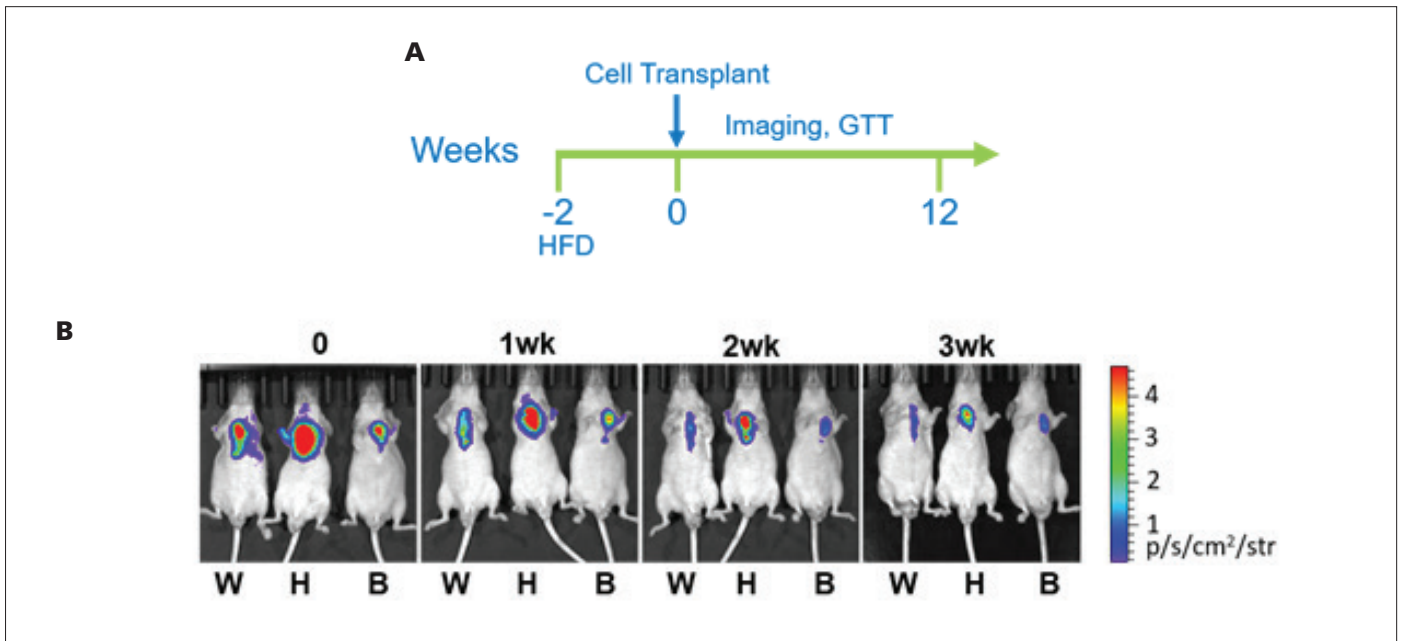 A
Cell Transplant
Imaging, GTT
Weeks
-2 0 12
HFD
B
0 1wk 2wk 3wk
4
3
2
1
p/s/cm²/str
W H B W H B W H B W H B